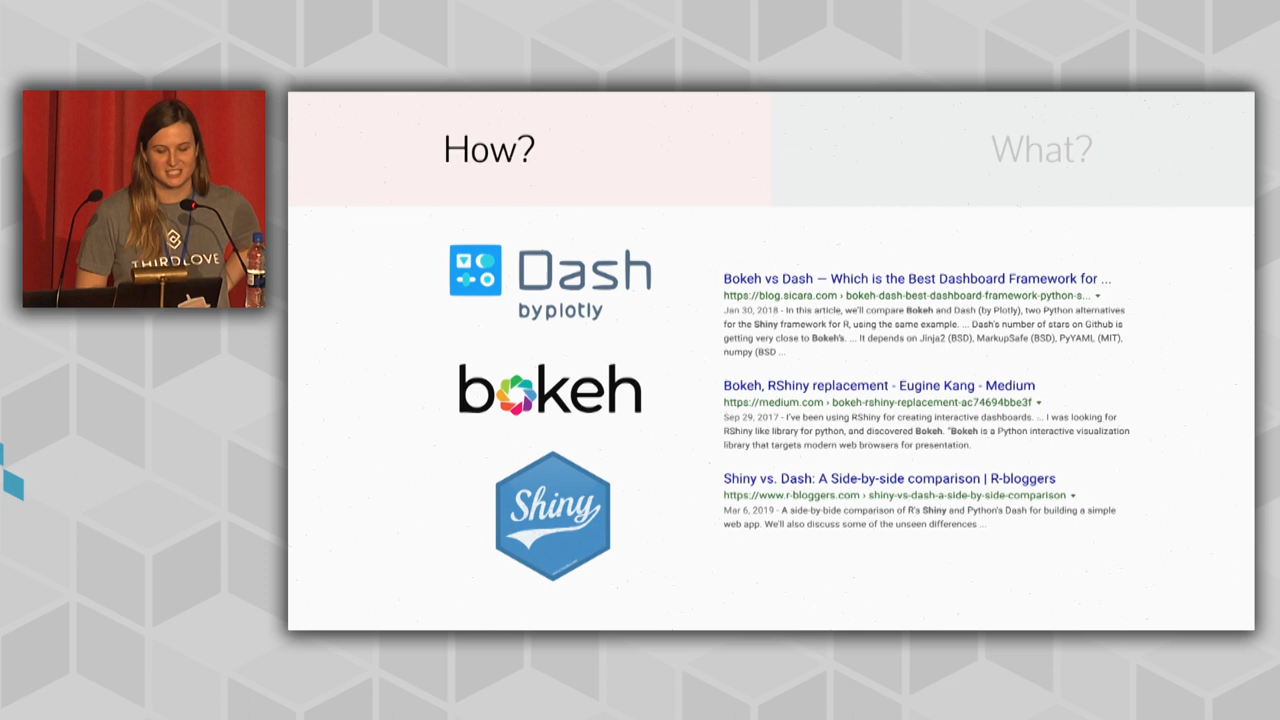 THIRDLOVE
How?
What?
Dash
by plotly
bokeh
Shiny
Bokeh vs Dash — Which is the Best Dashboard Framework for ...
https://blog.sicara.com › bokeh-dash-best-dashboard-framework-python-a...
Jan 30, 2018 - In this article, we'll compare Bokeh and Dash (by Plotly), two Python alternatives
for the Shiny framework for R, using the same example. ... Dash's number of stars on Github is
getting very close to Bokeh's. ... It depends on Jinja2 (BSD), MarkupSafe (BSD), PyYAML (MIT),
numpy (BSD ...
Bokeh, RShiny replacement - Eugine Kang - Medium
https://medium.com › bokeh-rshiny-replacement-ac74694bbe3f
Sep 29, 2017 - I've been using RShiny for creating interactive dashboards. ... I was looking for
RShiny like library for python, and discovered Bokeh. "Bokeh is a Python interactive visualization
library that targets modern web browsers for presentation.
Shiny vs. Dash: A Side-by-side comparison | R-bloggers
https://www.r-bloggers.com › shiny-vs-dash-a-side-by-side-comparison
Mar 6, 2019 - A side-by-bide comparison of R's Shiny and Python's Dash for building a simple
web app. We'll also discuss some of the unseen differences ...